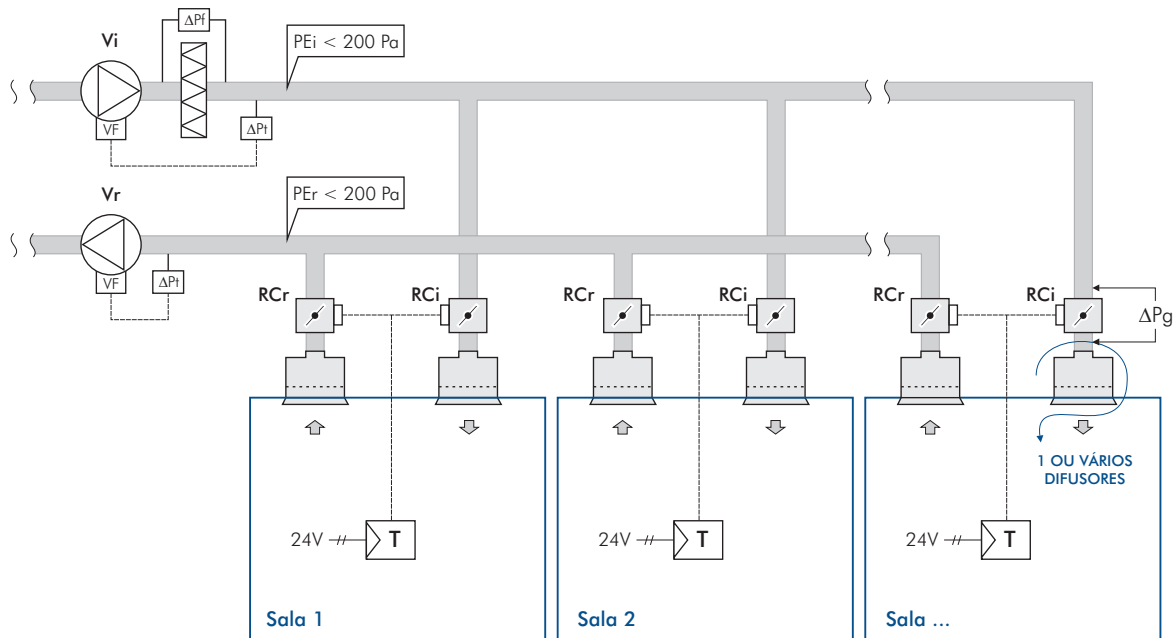 ΔPf
Vi
PEi < 200 Pa
VF
ΔPt
Vr
PEr < 200 Pa
VF
ΔPt
RCr
RCi
RCr
RCi
RCr
RCi
ΔPg
1 OU VÁRIOS
DIFUSORES
24V
T
24V
T
24V
T
Sala 1
Sala 2
Sala ...